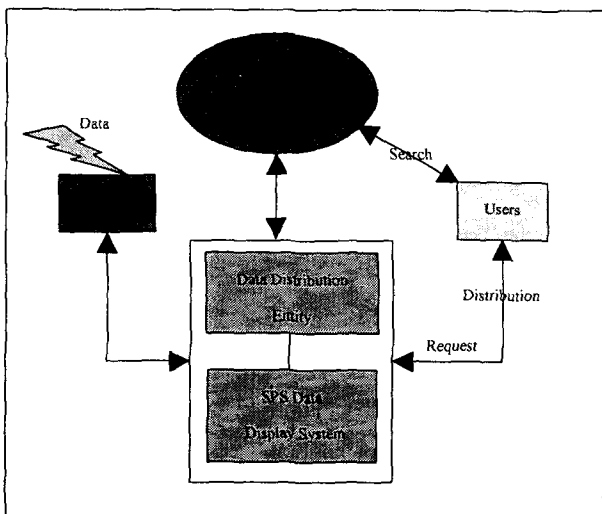 Data
Search
Users
Data Distribution
Entity
Distribution
Request
SPS Data
Display System